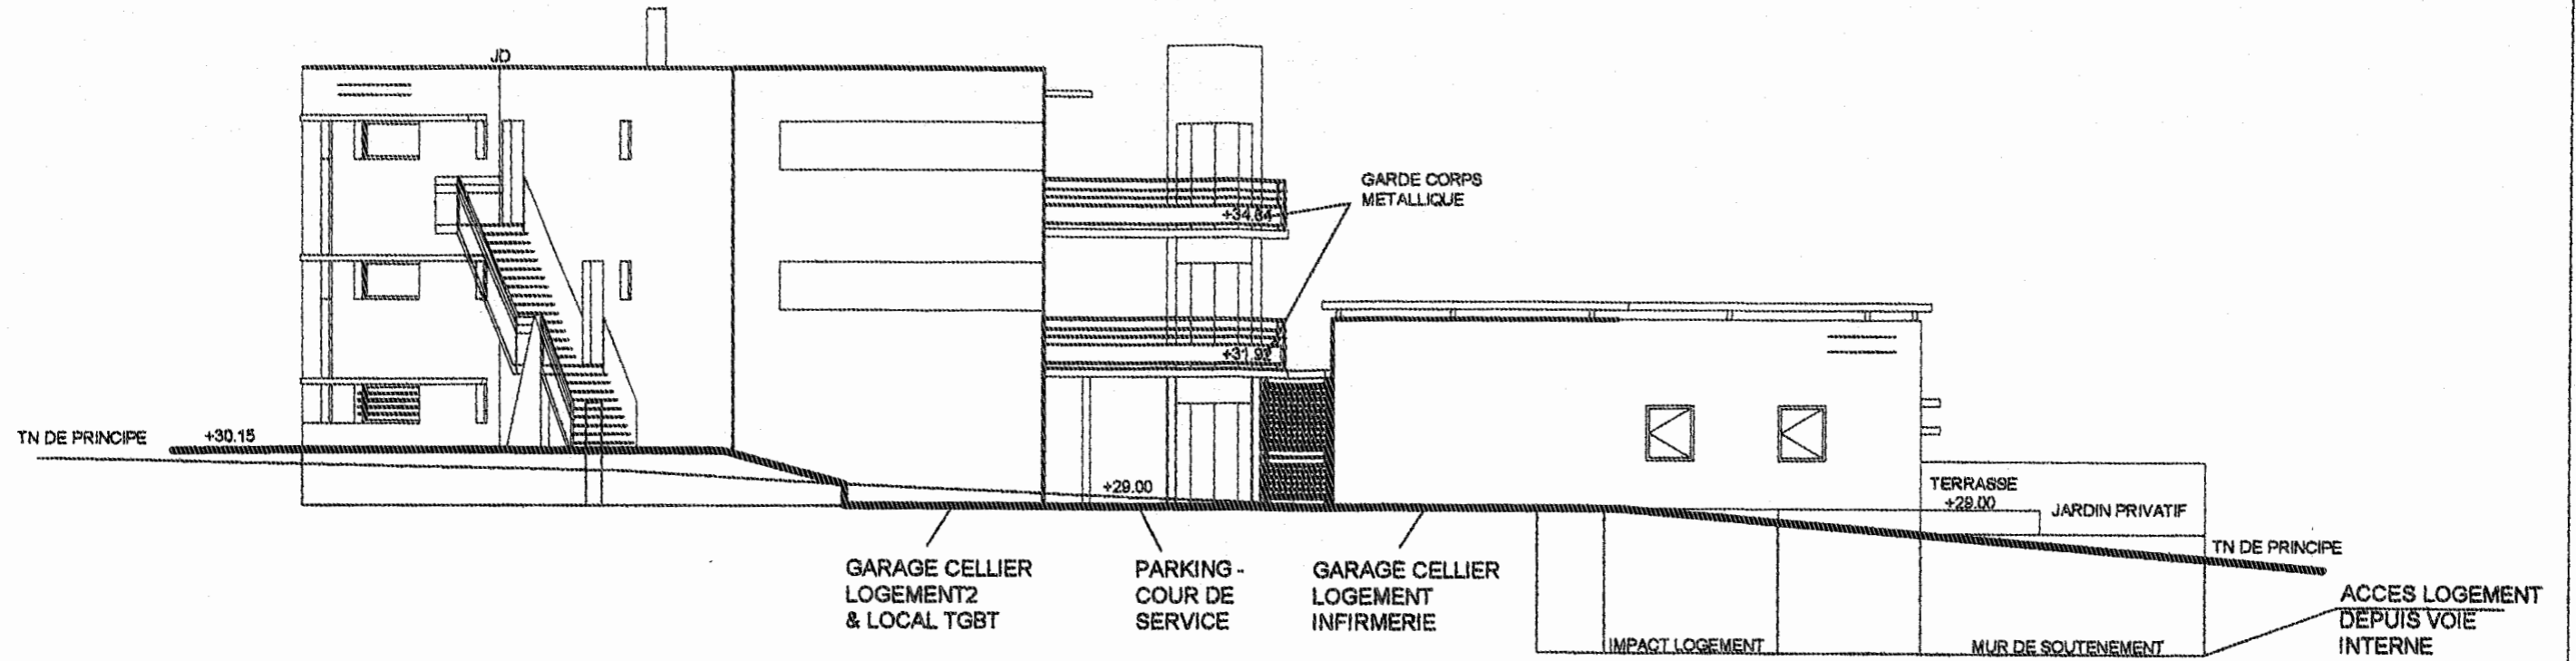 JD
GARDE CORPS
METALLIQUE
+34.84
+31.92
TN DE PRINCIPE
+30.15
+29.00
TERRASSE
+29.00
JARDIN PRIVATIF
TN DE PRINCIPE
GARAGE CELLIER
LOGEMENT2
& LOCAL TGBT
PARKING -
COUR DE
SERVICE
GARAGE CELLIER
LOGEMENT
INFIRMERIE
ACCES LOGEMENT
DEPUIS VOIE
INTERNE
IMPACT LOGEMENT
MUR DE SOUTENEMENT